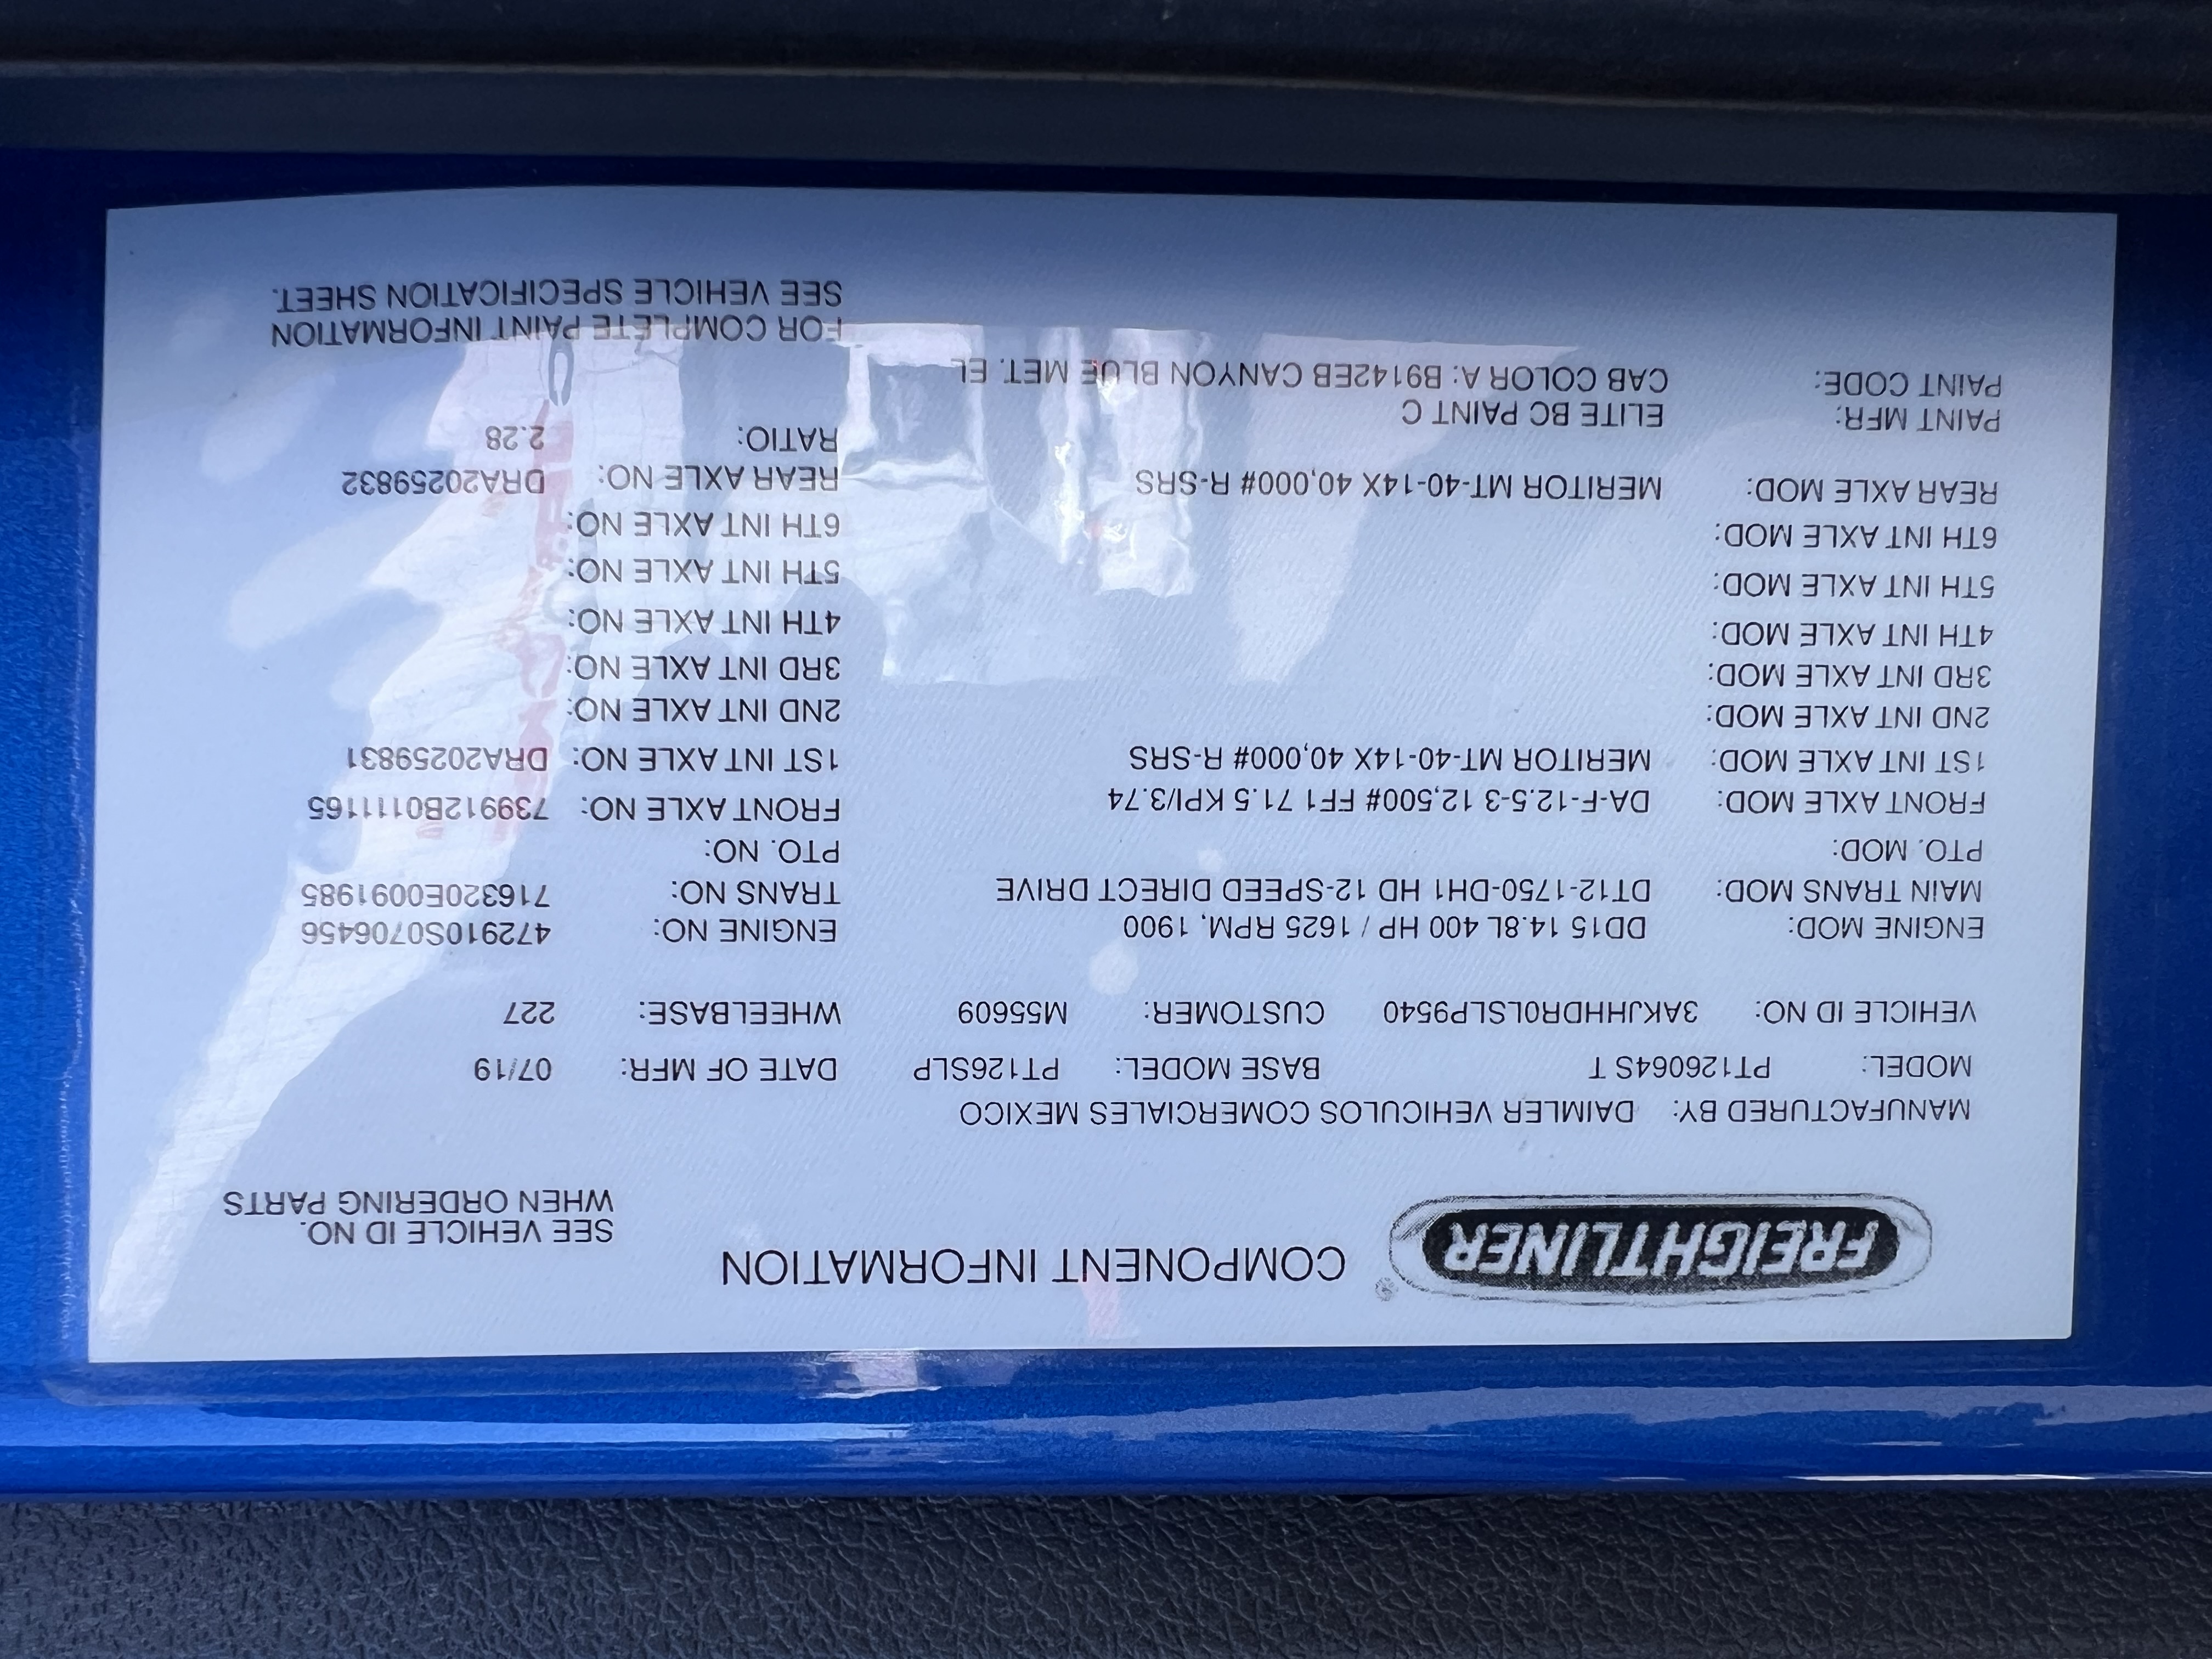 FREIGHTLINER ® COMPONENT INFORMATION
SEE VEHICLE ID NO.
WHEN ORDERING PARTS
MANUFACTURED BY: DAIMLER VEHICULOS COMERCIALES MEXICO
MODEL: PT126064S T BASE MODEL: PT126SLP DATE OF MFR: 07/19
VEHICLE ID NO: 3AKJHHDR0LSLP9540 CUSTOMER: M55609 WHEELBASE: 227
ENGINE MOD: DD15 14.8L 400 HP / 1625 RPM, 1900 ENGINE NO: 472910S0706456
MAIN TRANS MOD: DT12-1750-DH1 HD 12-SPEED DIRECT DRIVE TRANS NO: 716320E0091985
PTO. MOD: PTO. NO:
FRONT AXLE MOD: DA-F-12.5-3 12,500# FF1 71.5 KPI/3.74 FRONT AXLE NO: 739912B0111165
1ST INT AXLE MOD: MERITOR MT-40-14X 40,000# R-SRS 1ST INT AXLE NO: DRA20259831
2ND INT AXLE MOD: 2ND INT AXLE NO:
3RD INT AXLE MOD: 3RD INT AXLE NO:
4TH INT AXLE MOD: 4TH INT AXLE NO:
5TH INT AXLE MOD: 5TH INT AXLE NO:
6TH INT AXLE MOD: 6TH INT AXLE NO:
REAR AXLE MOD: MERITOR MT-40-14X 40,000# R-SRS REAR AXLE NO: DRA20259832
RATIO: 2.28
PAINT MFR: ELITE BC PAINT C
PAINT CODE: CAB COLOR A: B9142EB CANYON BLUE MET. EL
FOR COMPLETE PAINT INFORMATION
SEE VEHICLE SPECIFICATION SHEET.